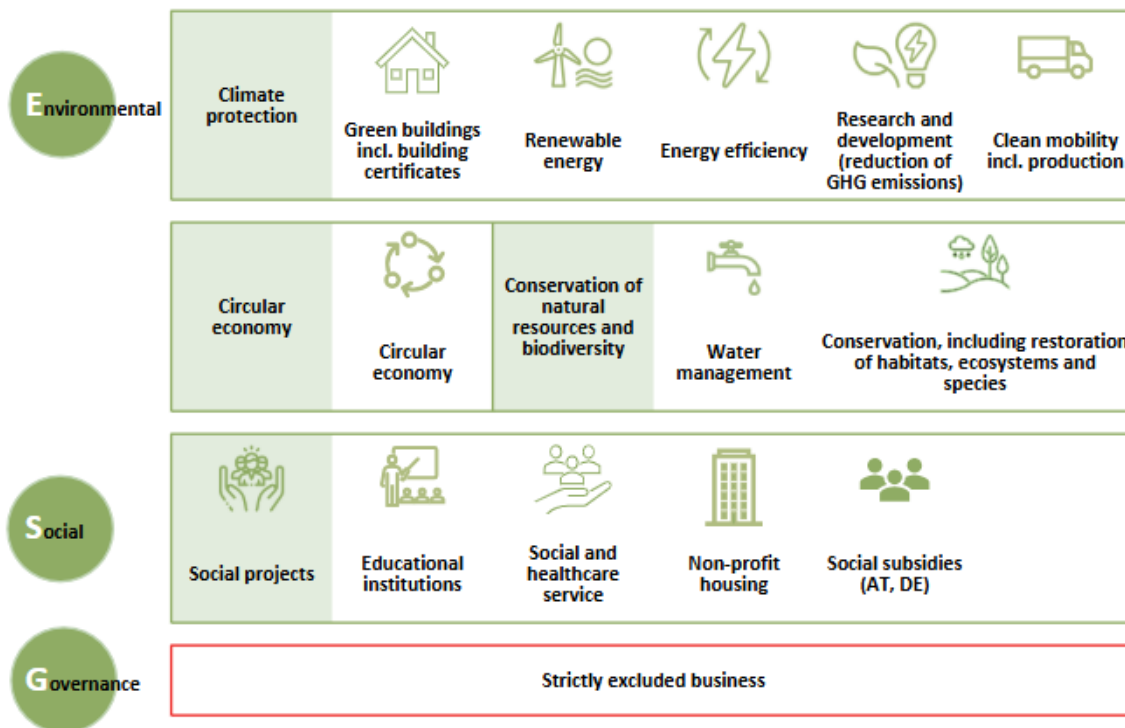 Environmental
Climate
protection
Green buildings
incl. building
certificates
Renewable
energy
Energy efficiency
Research and
development
(reduction of
GHG emissions)
Clean mobility
incl. production
Circular
economy
Circular
economy
Conservation of
natural
resources and
biodiversity
Water
management
Conservation, including restoration
of habitats, ecosystems and
species
Social
Social projects
Educational
institutions
Social and
healthcare
service
Non-profit
housing
Social subsidies
(AT, DE)
Governance
Strictly excluded business